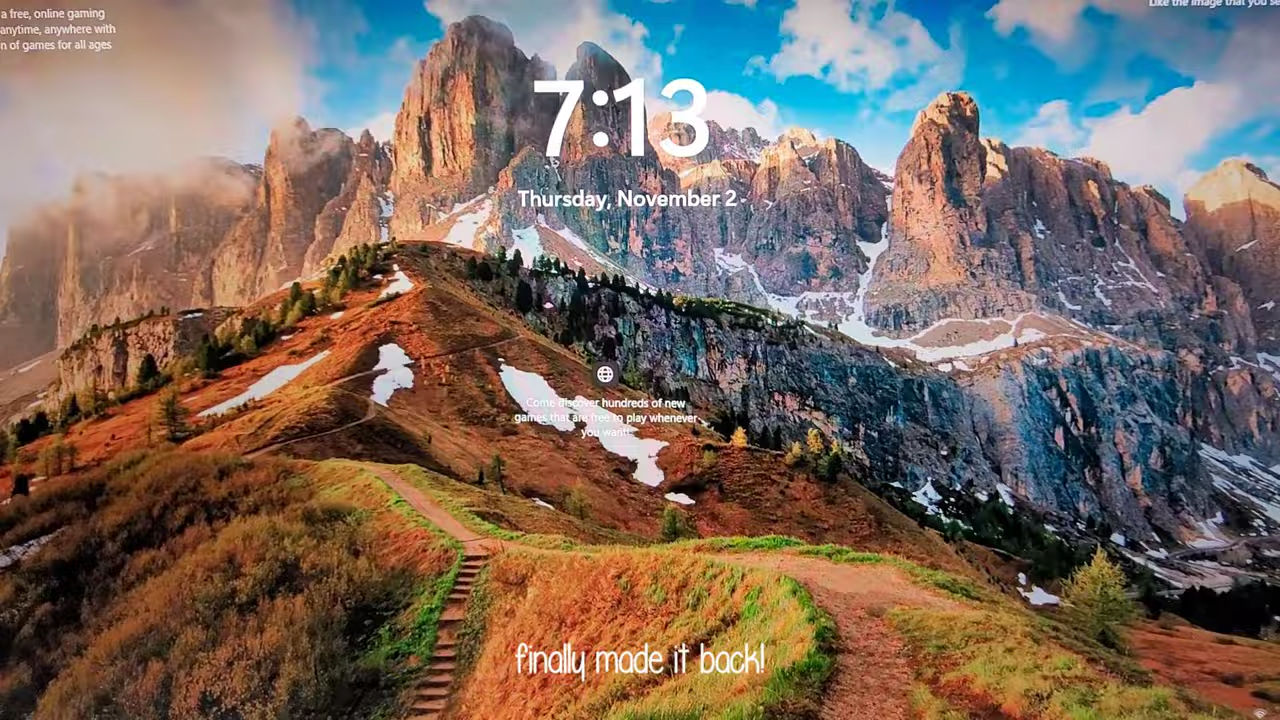 a free, online gaming
anytime, anywhere with
n of games for all ages
Like the image that you se
7:13
Thursday, November 2
Come discover hundreds of new
games that are free to play whenever
you want!
finally made it back!